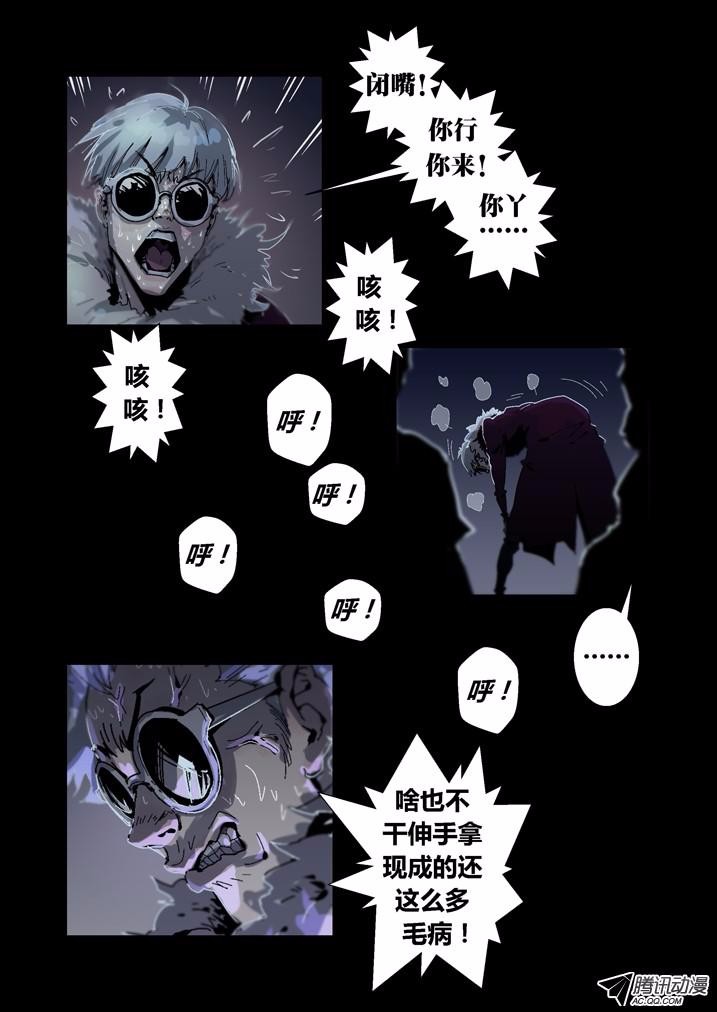 闭嘴！
你行
你来！
你丫
……
咳
咳！
咳
咳！
呼！
呼！
呼！
呼！
……
呼！
啥也不
干伸手拿
现成的还
这么多
毛病！
腾讯动漫
AC.QQ.COM